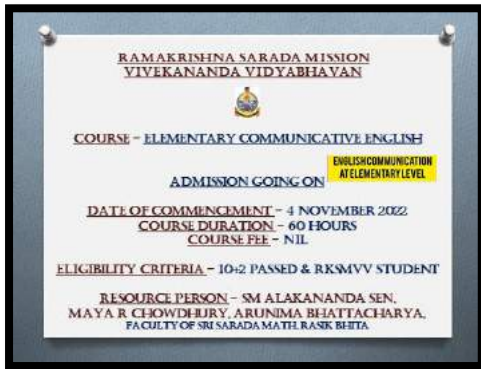 RAMAKRISHNA SARADA MISSION
VIVEKANANDA VIDYABHAVAN
COURSE – ELEMENTARY COMMUNICATIVE ENGLISH
ENGLISH COMMUNICATION
AT ELEMENTARY LEVEL
ADMISSION GOING ON
DATE OF COMMENCEMENT – 4 NOVEMBER 2022
COURSE DURATION – 60 HOURS
COURSE FEE – NIL
ELIGIBILITY CRITERIA – 10+2 PASSED & RKSMVV STUDENT
RESOURCE PERSON – SM ALAKANANDA SEN,
MAYA R CHOWDHURY, ARUNIMA BHATTACHARYA,
FACULTY OF SRI SARADA MATH, RASIK BHITA